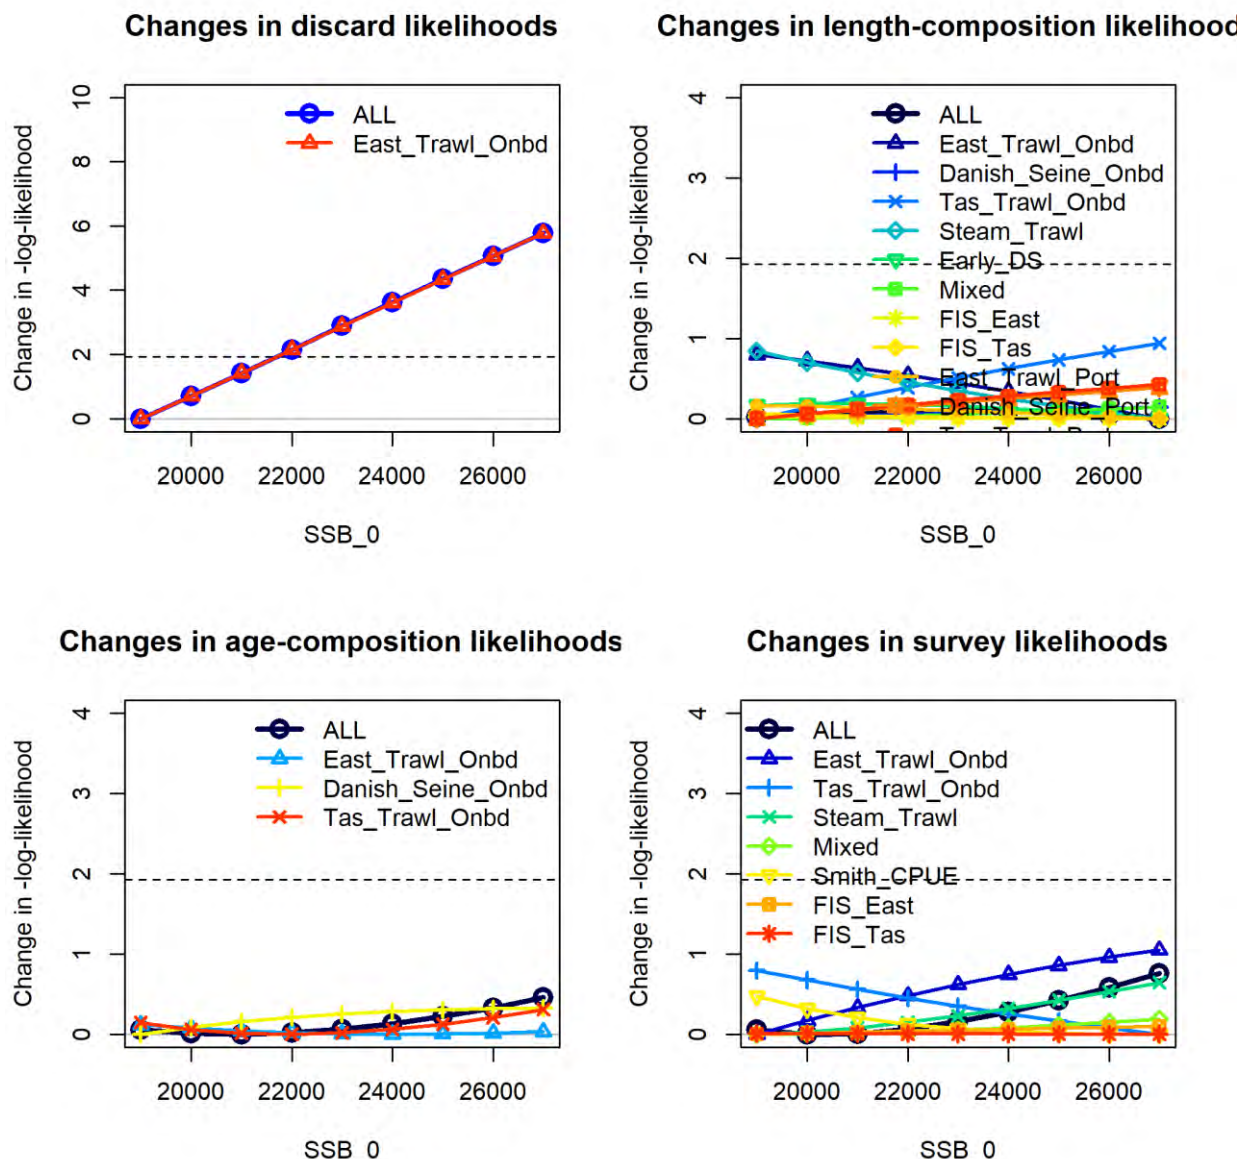 Changes in discard likelihoods
Change in -log-likelihood
10
8
6
4
2
0
ALL
East_Trawl_Onbd
20000 22000 24000 26000
SSB_0
Changes in length-composition likelihood
Change in -log-likelihood
4
3
2
1
0
ALL
East_Trawl_Onbd
Danish_Seine_Onbd
Tas_Trawl_Onbd
Steam_Trawl
Early_DS
Mixed
FIS_East
FIS_Tas
East_Trawl_Port
Danish_Seine_Port
20000 22000 24000 26000
SSB_0
Changes in age-composition likelihoods
Change in -log-likelihood
4
3
2
1
0
ALL
East_Trawl_Onbd
Danish_Seine_Onbd
Tas_Trawl_Onbd
20000 22000 24000 26000
SSB_0
Changes in survey likelihoods
Change in -log-likelihood
4
3
2
1
0
ALL
East_Trawl_Onbd
Tas_Trawl_Onbd
Steam_Trawl
Mixed
Smith_CPUE
FIS_East
FIS_Tas
20000 22000 24000 26000
SSB_0